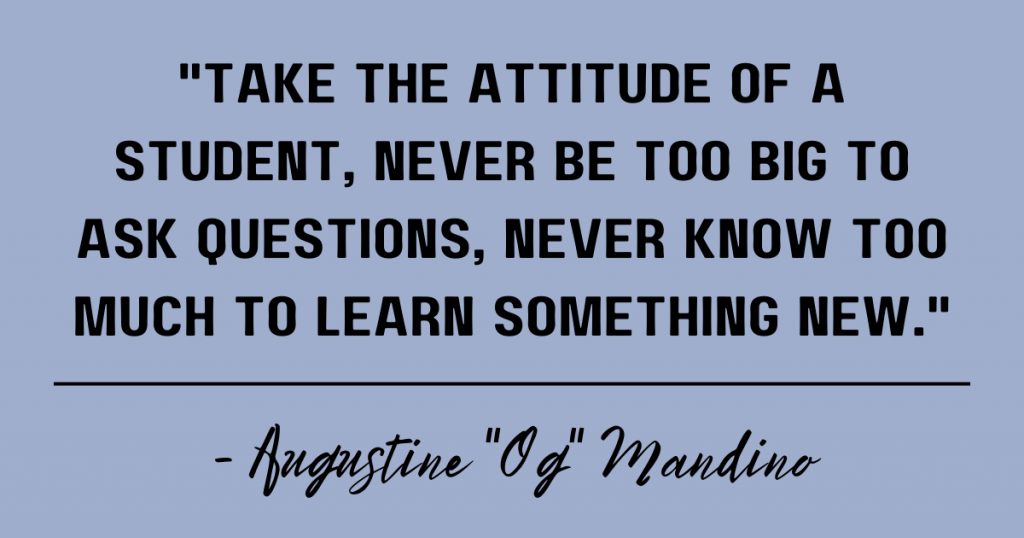 "TAKE THE ATTITUDE OF A
STUDENT, NEVER BE TOO BIG TO
ASK QUESTIONS, NEVER KNOW TOO
MUCH TO LEARN SOMETHING NEW."
- Augustine "Og" Mandino